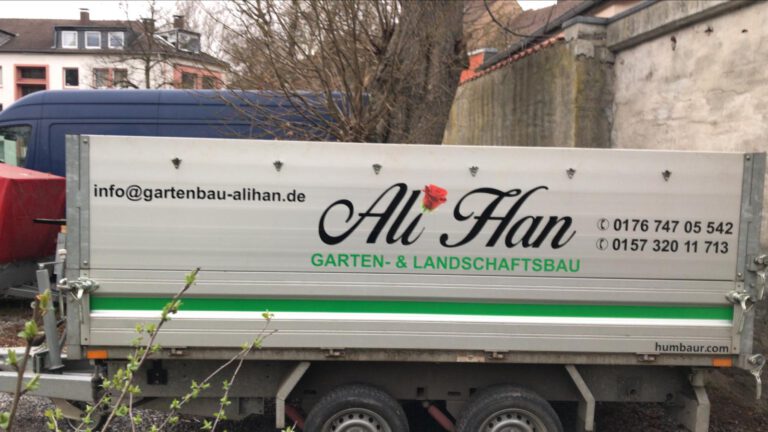 info@gartenbau-alihan.de
Ali Han
GARTEN- & LANDSCHAFTSBAU
✆ 0176 747 05 542
✆ 0157 320 11 713
humbaur.com